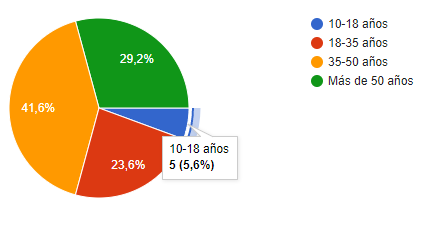 10-18 años
18-35 años
35-50 años
Más de 50 años
29,2%
41,6%
23,6%
10-18 años
5 (5,6%)